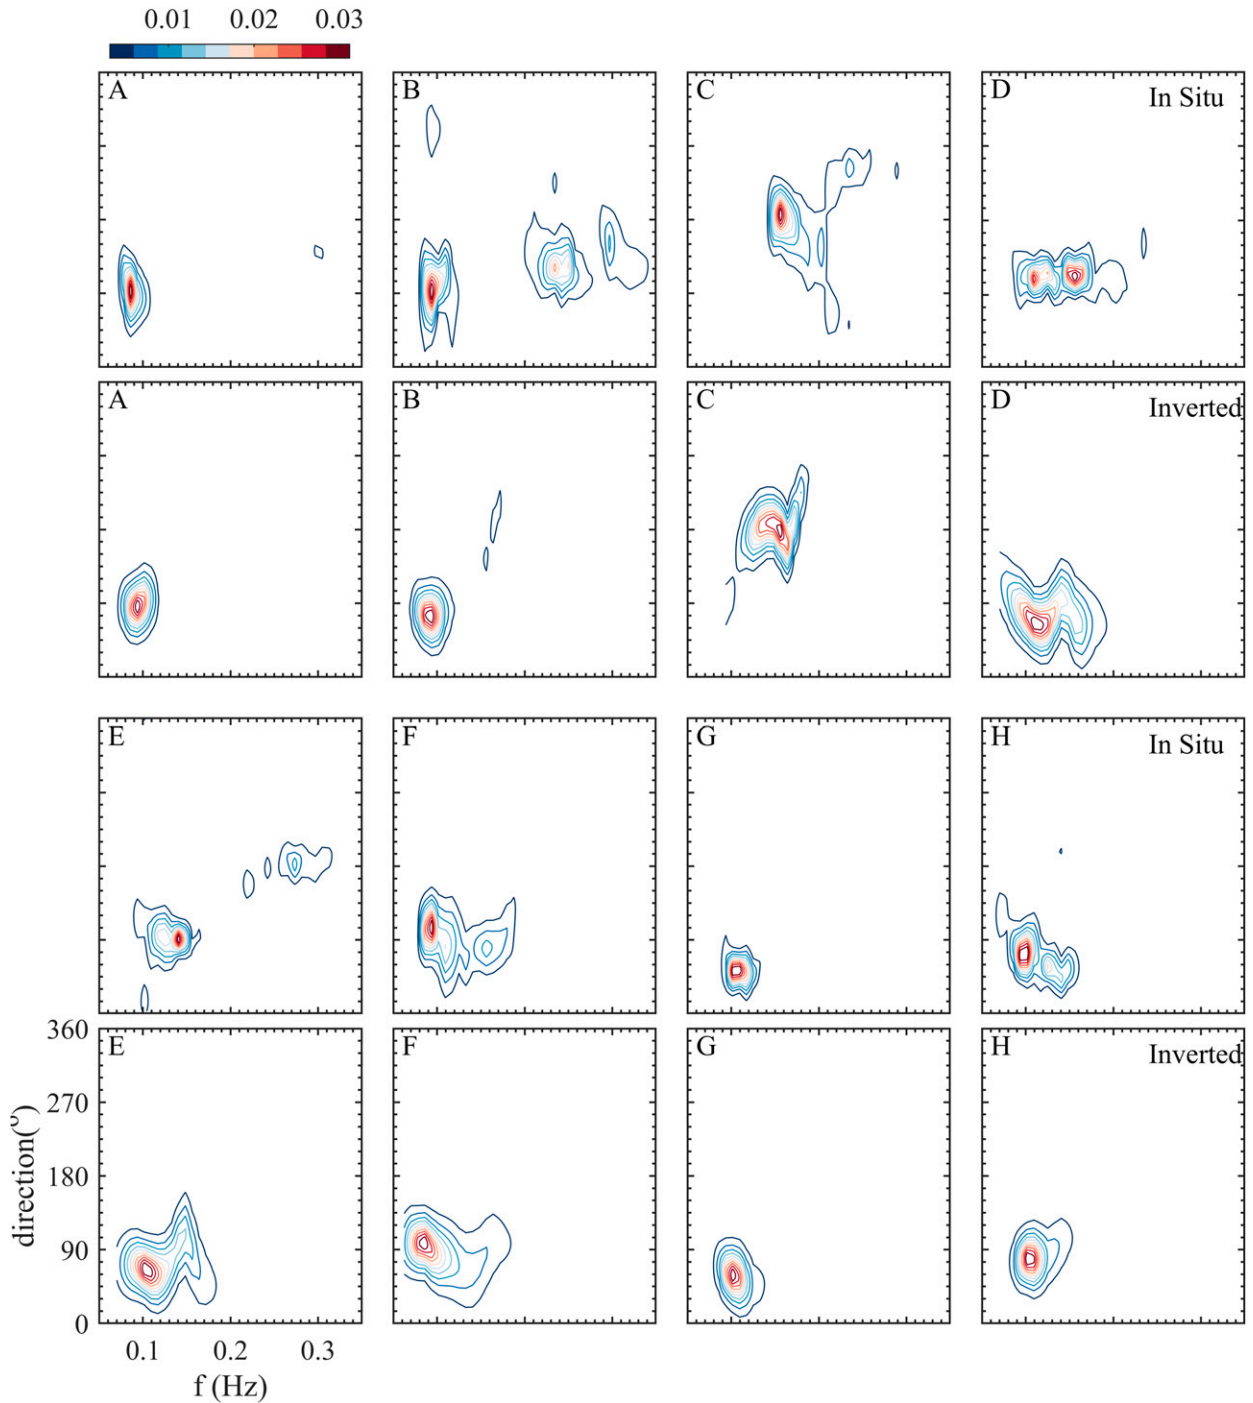 0.01 0.02 0.03
A B C D In Situ
A B C D Inverted
E F G H In Situ
360
E F G H Inverted
270
180
90
0
direction(°)
0.1 0.2 0.3
f (Hz)